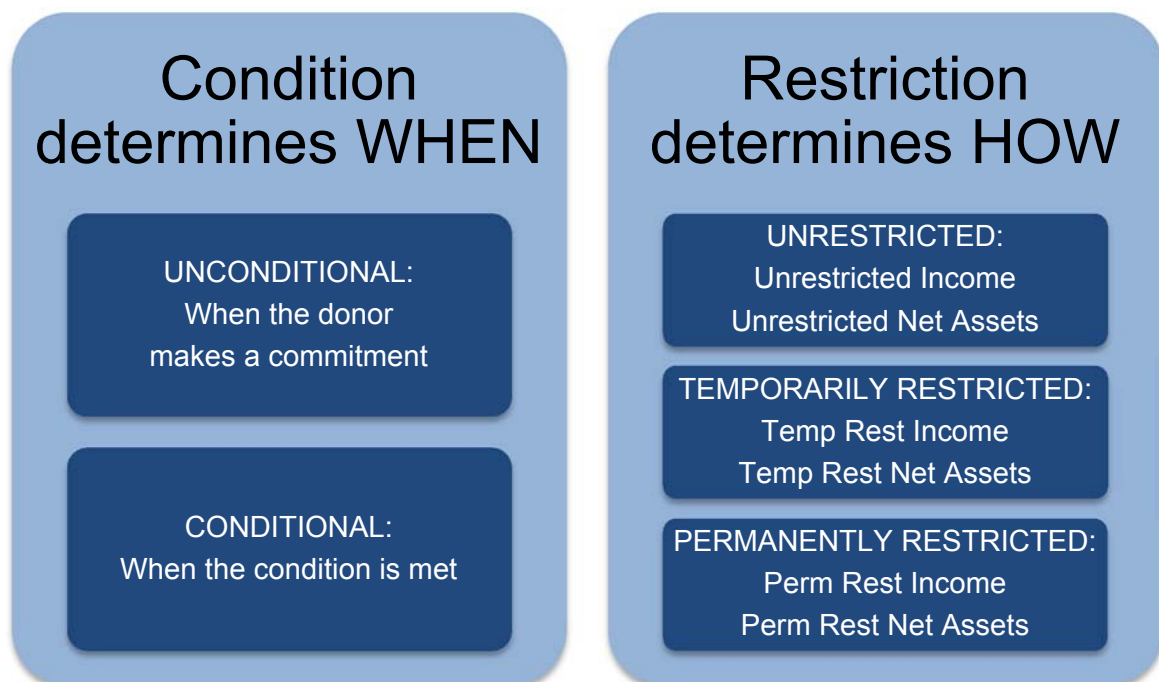 Condition
determines WHEN
UNCONDITIONAL:
When the donor
makes a commitment
CONDITIONAL:
When the condition is met
Restriction
determines HOW
UNRESTRICTED:
Unrestricted Income
Unrestricted Net Assets
TEMPORARILY RESTRICTED:
Temp Rest Income
Temp Rest Net Assets
PERMANENTLY RESTRICTED:
Perm Rest Income
Perm Rest Net Assets